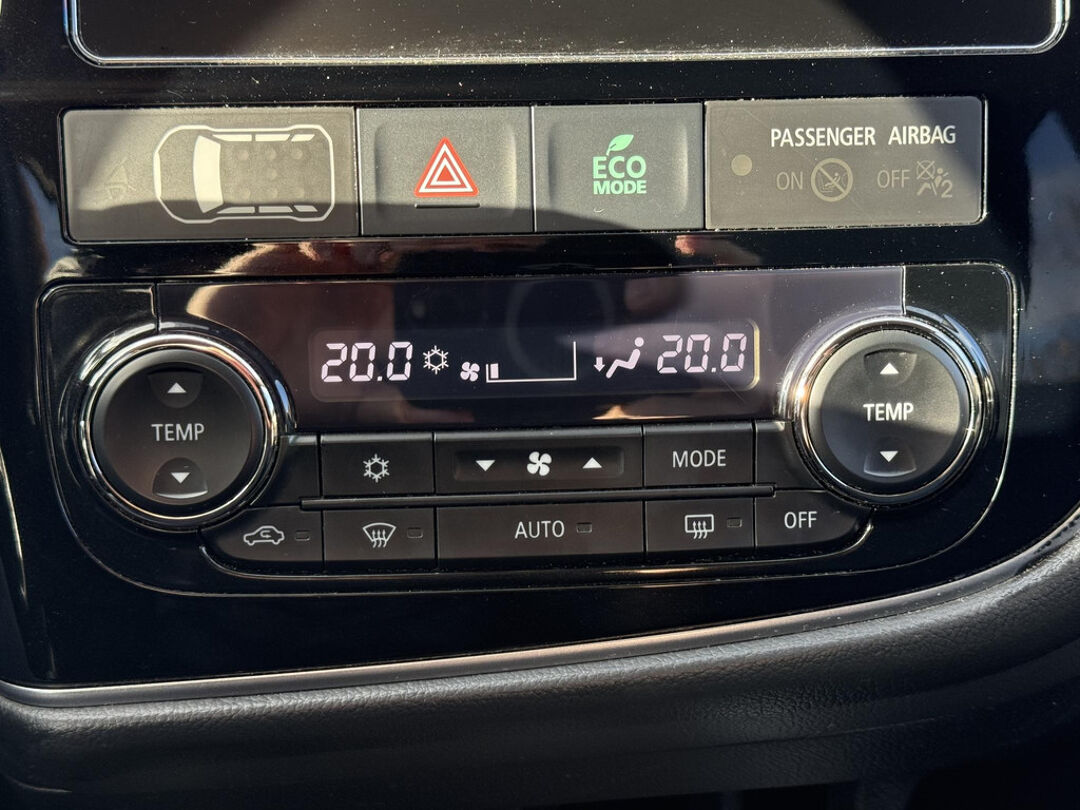 PASSENGER AIRBAG
ECO
MODE
ON OFF 2
20.0 20.0
TEMP
TEMP
MODE
AUTO
OFF